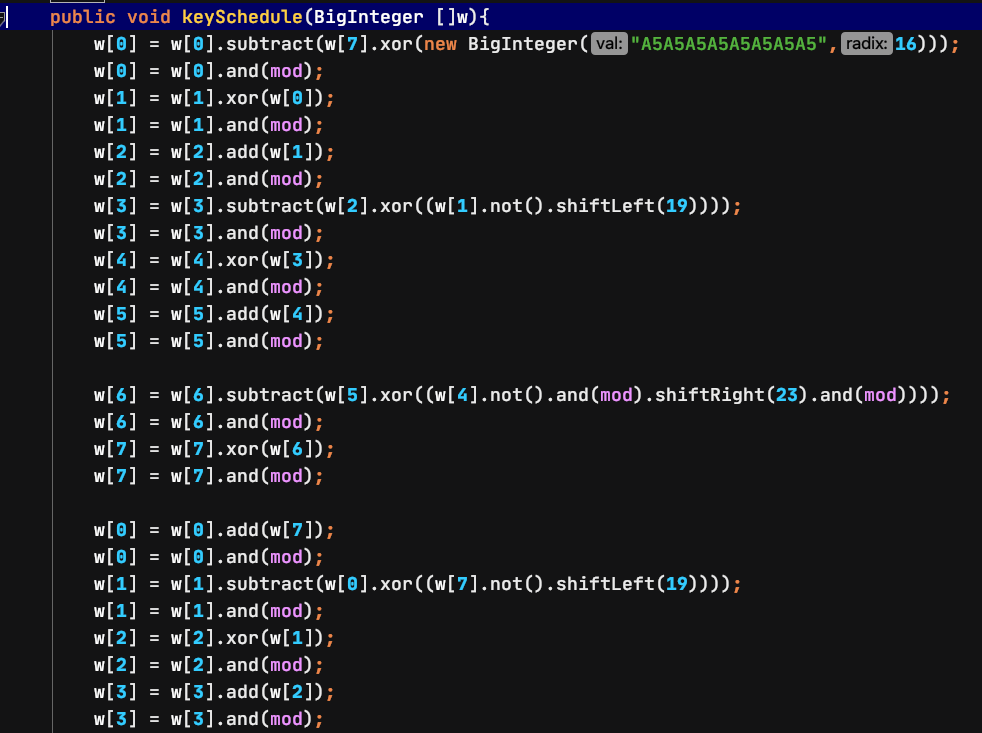 public void keySchedule(BigInteger []w){
w[0] = w[0].subtract(w[7].xor(new BigInteger( val: "A5A5A5A5A5A5A5A5", radix: 16)));
w[0] = w[0].and(mod);
w[1] = w[1].xor(w[0]);
w[1] = w[1].and(mod);
w[2] = w[2].add(w[1]);
w[2] = w[2].and(mod);
w[3] = w[3].subtract(w[2].xor((w[1].not().shiftLeft(19))));
w[3] = w[3].and(mod);
w[4] = w[4].xor(w[3]);
w[4] = w[4].and(mod);
w[5] = w[5].add(w[4]);
w[5] = w[5].and(mod);
w[6] = w[6].subtract(w[5].xor((w[4].not().and(mod).shiftRight(23).and(mod))));
w[6] = w[6].and(mod);
w[7] = w[7].xor(w[6]);
w[7] = w[7].and(mod);
w[0] = w[0].add(w[7]);
w[0] = w[0].and(mod);
w[1] = w[1].subtract(w[0].xor((w[7].not().shiftLeft(19))));
w[1] = w[1].and(mod);
w[2] = w[2].xor(w[1]);
w[2] = w[2].and(mod);
w[3] = w[3].add(w[2]);
w[3] = w[3].and(mod);